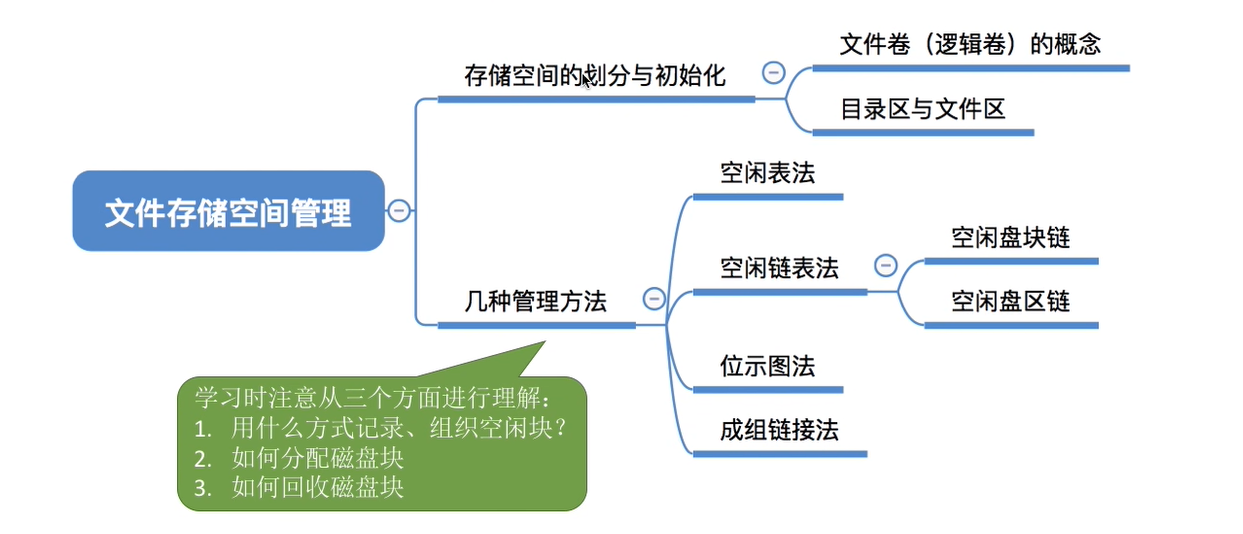 文件卷（逻辑卷）的概念
存储空间的划分与初始化
目录区与文件区
文件存储空间管理
空闲表法
空闲盘块链
空闲链表法
空闲盘区链
几种管理方法
位示图法
成组链接法
学习时注意从三个方面进行理解：
1. 用什么方式记录、组织空闲块？
2. 如何分配磁盘块
3. 如何回收磁盘块